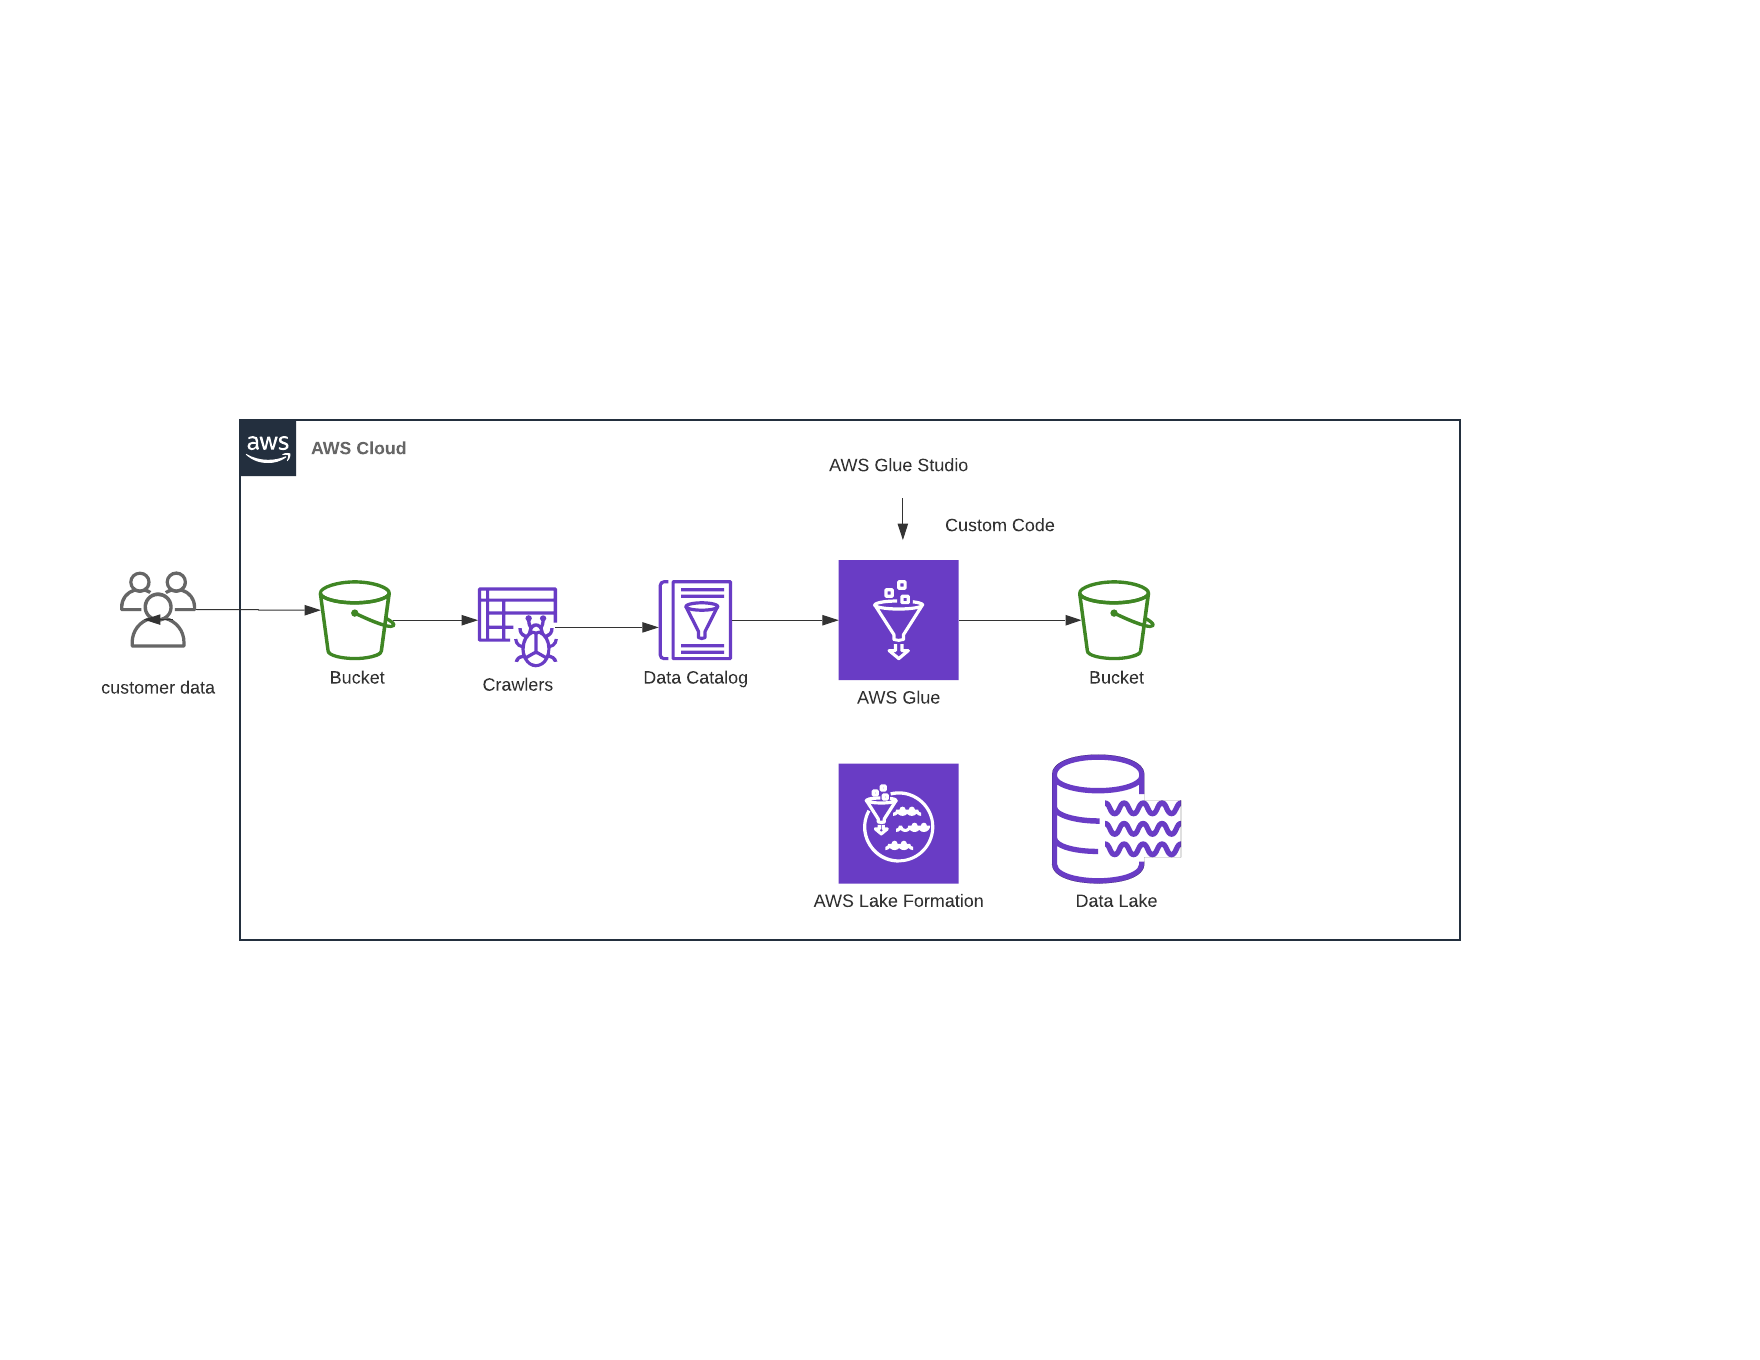 aws
AWS Cloud
AWS Glue Studio
Custom Code
customer data
Bucket
Crawlers
Data Catalog
AWS Glue
Bucket
AWS Lake Formation
Data Lake